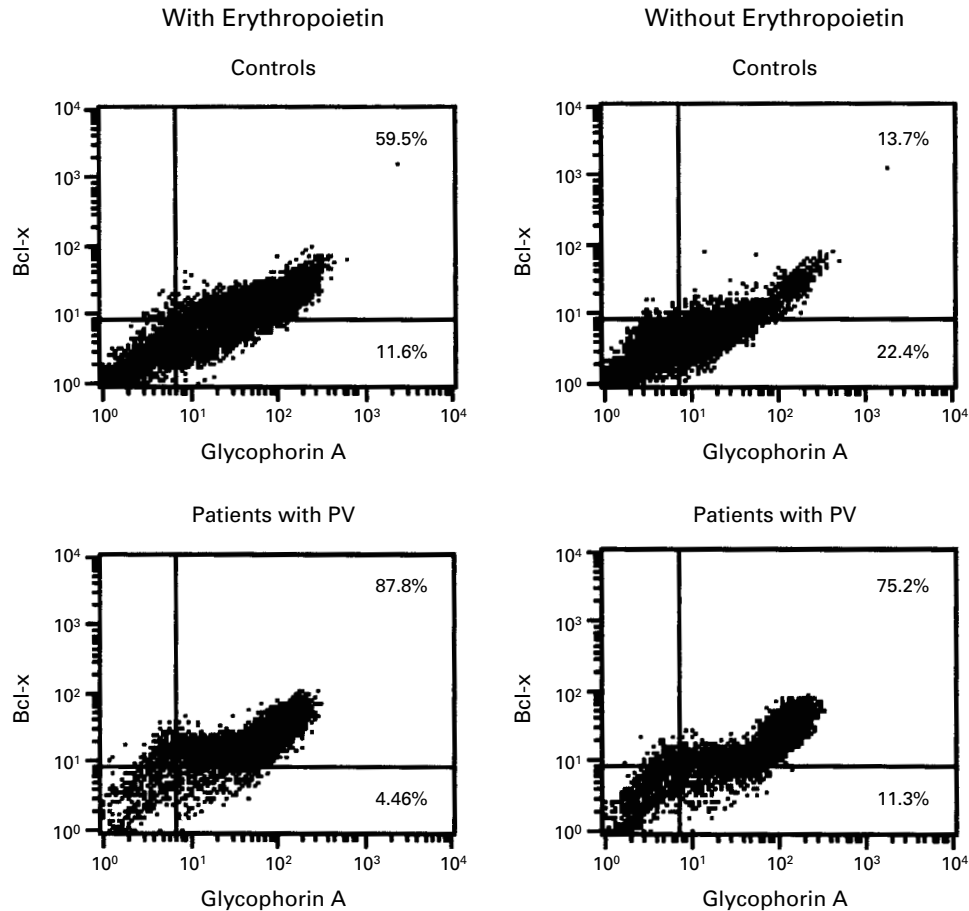 With Erythropoietin
Without Erythropoietin
Controls
Controls
10⁴
10³
10²
10¹
10⁰
Bcl-x
59.5%
11.6%
10⁰ 10¹ 10² 10³ 10⁴
Glycophorin A
10⁴
10³
10²
10¹
10⁰
Bcl-x
13.7%
22.4%
10⁰ 10¹ 10² 10³ 10⁴
Glycophorin A
Patients with PV
Patients with PV
10⁴
10³
10²
10¹
10⁰
Bcl-x
87.8%
4.46%
10⁰ 10¹ 10² 10³ 10⁴
Glycophorin A
10⁴
10³
10²
10¹
10⁰
Bcl-x
75.2%
11.3%
10⁰ 10¹ 10² 10³ 10⁴
Glycophorin A